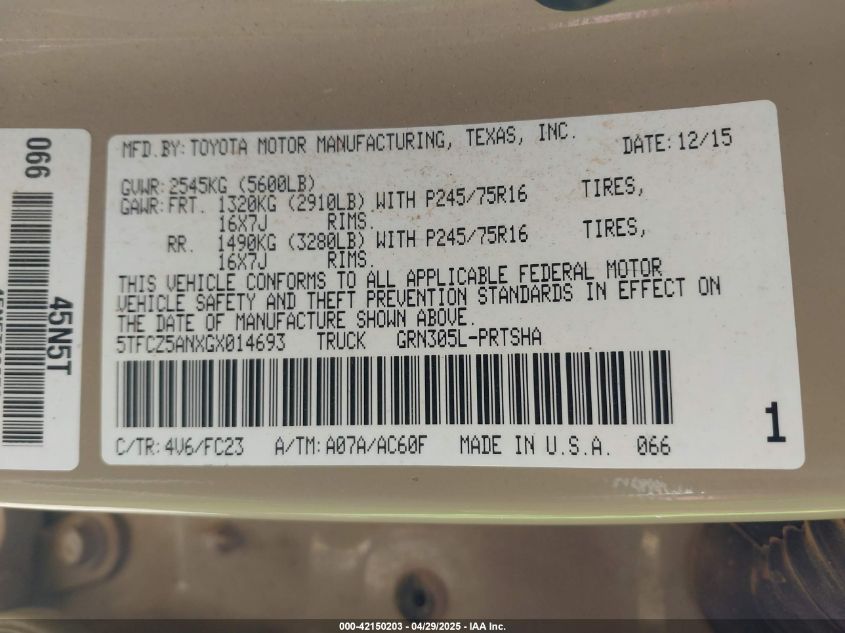 066
45N5T
MFD.BY:TOYOTA MOTOR MANUFACTURING, TEXAS, INC. DATE:12/15
GVWR:2545KG (5600LB)
GAWR:FRT. 1320KG (2910LB) WITH P245/75R16 TIRES,
16X7J RIMS.
RR. 1490KG (3280LB) WITH P245/75R16 TIRES,
16X7J RIMS.
THIS VEHICLE CONFORMS TO ALL APPLICABLE FEDERAL MOTOR
VEHICLE SAFETY AND THEFT PREVENTION STANDARDS IN EFFECT ON
THE DATE OF MANUFACTURE SHOWN ABOVE.
5TFCZ5ANXGX014693 TRUCK GRN305L-PRTSHA
1
C/TR:4V6/FC23 A/TM:A07A/AC60F MADE IN U.S.A. 066
000-42150203 - 04/29/2025 - IAA Inc.